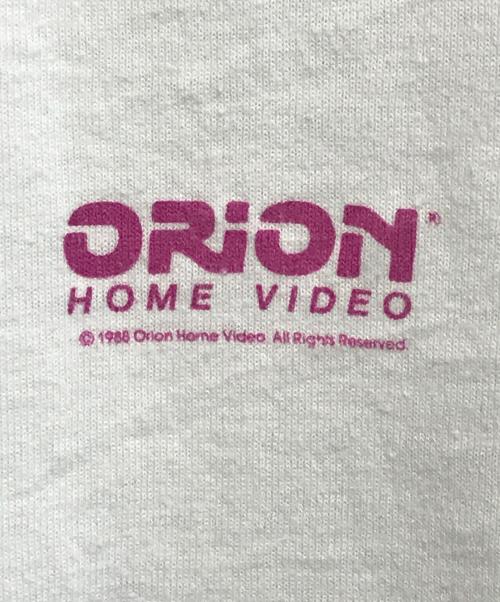 ORiON®
HOME VIDEO
© 1988 Orion Home Video. All Rights Reserved.